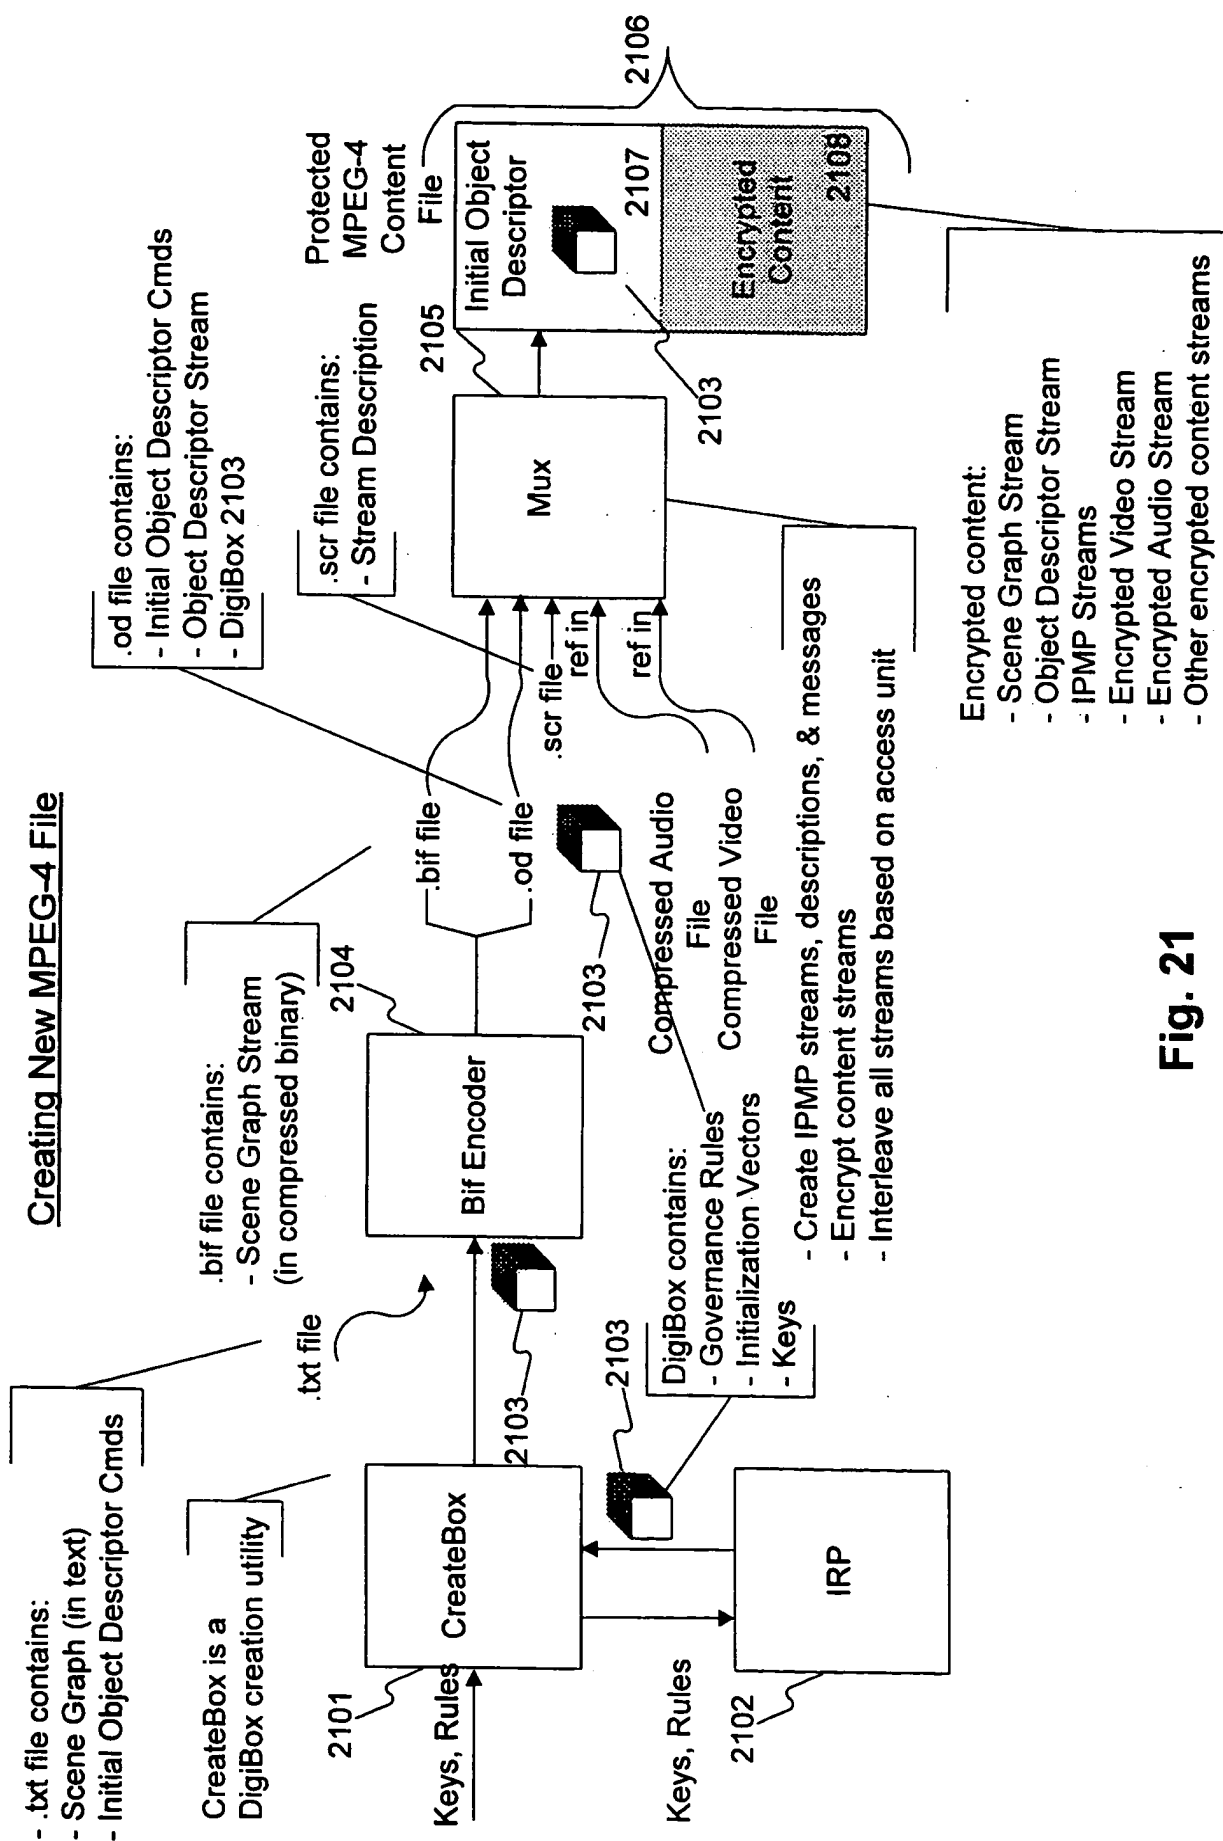 Creating New MPEG-4 File
- .txt file contains:
- Scene Graph (in text)
- Initial Object Descriptor Cmds
CreateBox is a
DigiBox creation utility
2101
Keys, Rules
CreateBox
Keys, Rules
2102
IRP
2103
.txt file
2103
DigiBox contains:
- Governance Rules
- Initialization Vectors
- Keys
.bif file contains:
- Scene Graph Stream
(in compressed binary)
2104
Bif Encoder
.bif file
.od file
2103
Compressed Audio
File
Compressed Video
File
.od file contains:
- Initial Object Descriptor Cmds
- Object Descriptor Stream
- DigiBox 2103
.scr file contains:
- Stream Description
.scr file
ref in
ref in
2105
Mux
- Create IPMP streams, descriptions, & messages
- Encrypt content streams
- Interleave all streams based on access unit
Protected
MPEG-4
Content
File
Initial Object
Descriptor
2107
2103
Encrypted
Content
2108
2106
Encrypted content:
- Scene Graph Stream
- Object Descriptor Stream
- IPMP Streams
- Encrypted Video Stream
- Encrypted Audio Stream
- Other encrypted content streams
Fig. 21